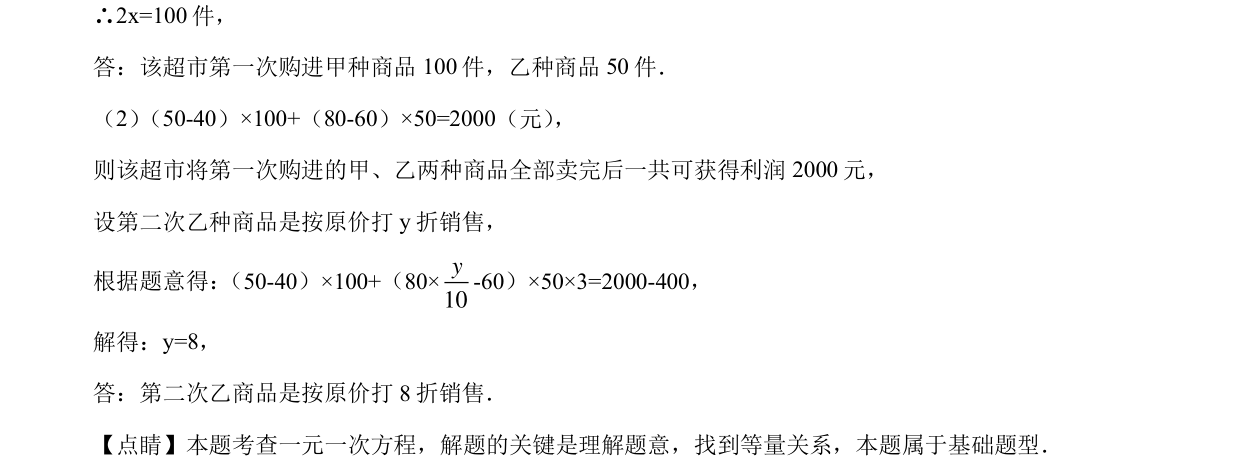 ∴2x=100 件，
答：该超市第一次购进甲种商品 100 件，乙种商品 50 件．
（2）（50-40）×100+（80-60）×50=2000（元），
则该超市将第一次购进的甲、乙两种商品全部卖完后一共可获得利润 2000 元，
设第二次乙种商品是按原价打 y 折销售，
根据题意得：（50-40）×100+（80×y/10-60）×50×3=2000-400，
解得：y=8，
答：第二次乙商品是按原价打 8 折销售．
【点睛】本题考查一元一次方程，解题的关键是理解题意，找到等量关系，本题属于基础题型．